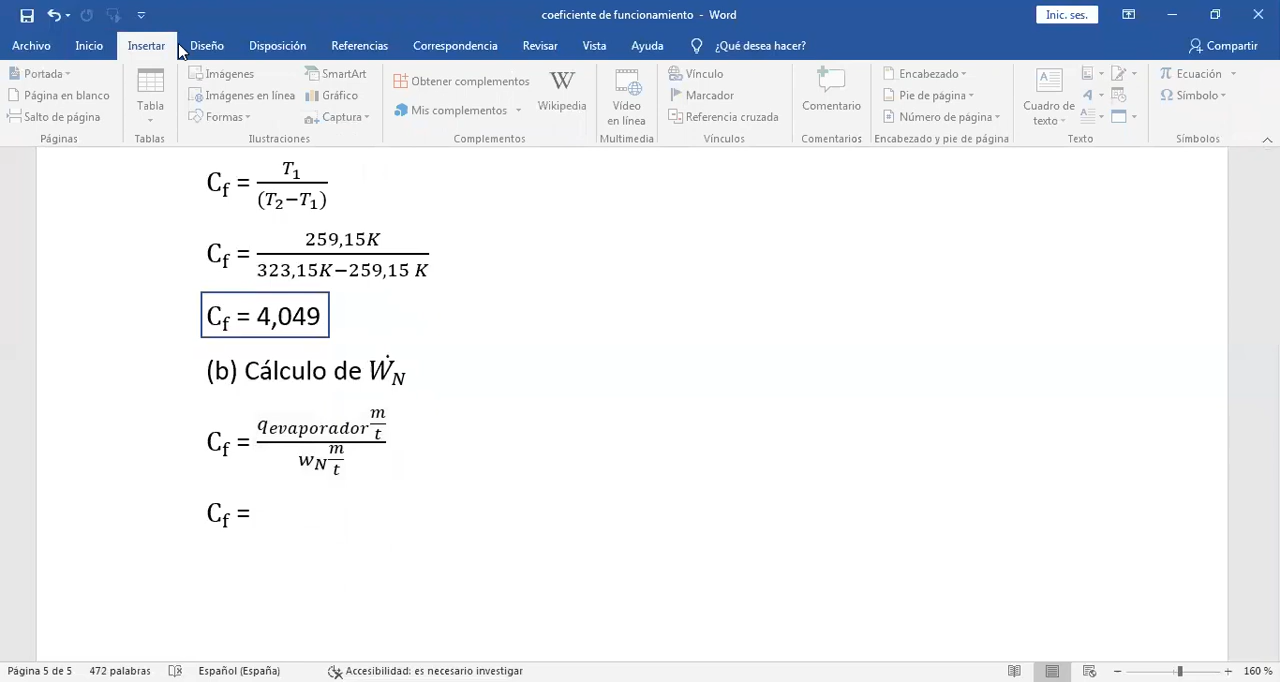 coeficiente de funcionamiento - Word
Inic. ses.
Archivo Inicio Insertar Diseño Disposición Referencias Correspondencia Revisar Vista Ayuda ¿Qué desea hacer? Compartir
Portada Imágenes SmartArt Obtener complementos Vínculo Encabezado Ecuación
Página en blanco Tabla Imágenes en línea Gráfico Wikipedia Vídeo en línea Marcador Comentario Pie de página Cuadro de texto Símbolo
Salto de página Formas Captura Mis complementos Referencia cruzada Número de página
Páginas Tablas Ilustraciones Complementos Multimedia Vínculos Comentarios Encabezado y pie de página Texto Símbolos
C_f = T_1 / (T_2−T_1)
C_f = 259,15K / 323,15K−259,15 K
C_f = 4,049
(b) Cálculo de Ẇ_N
C_f = q_evaporador m/t / w_N m/t
C_f =
Página 5 de 5 472 palabras Español (España) Accesibilidad: es necesario investigar 160 %